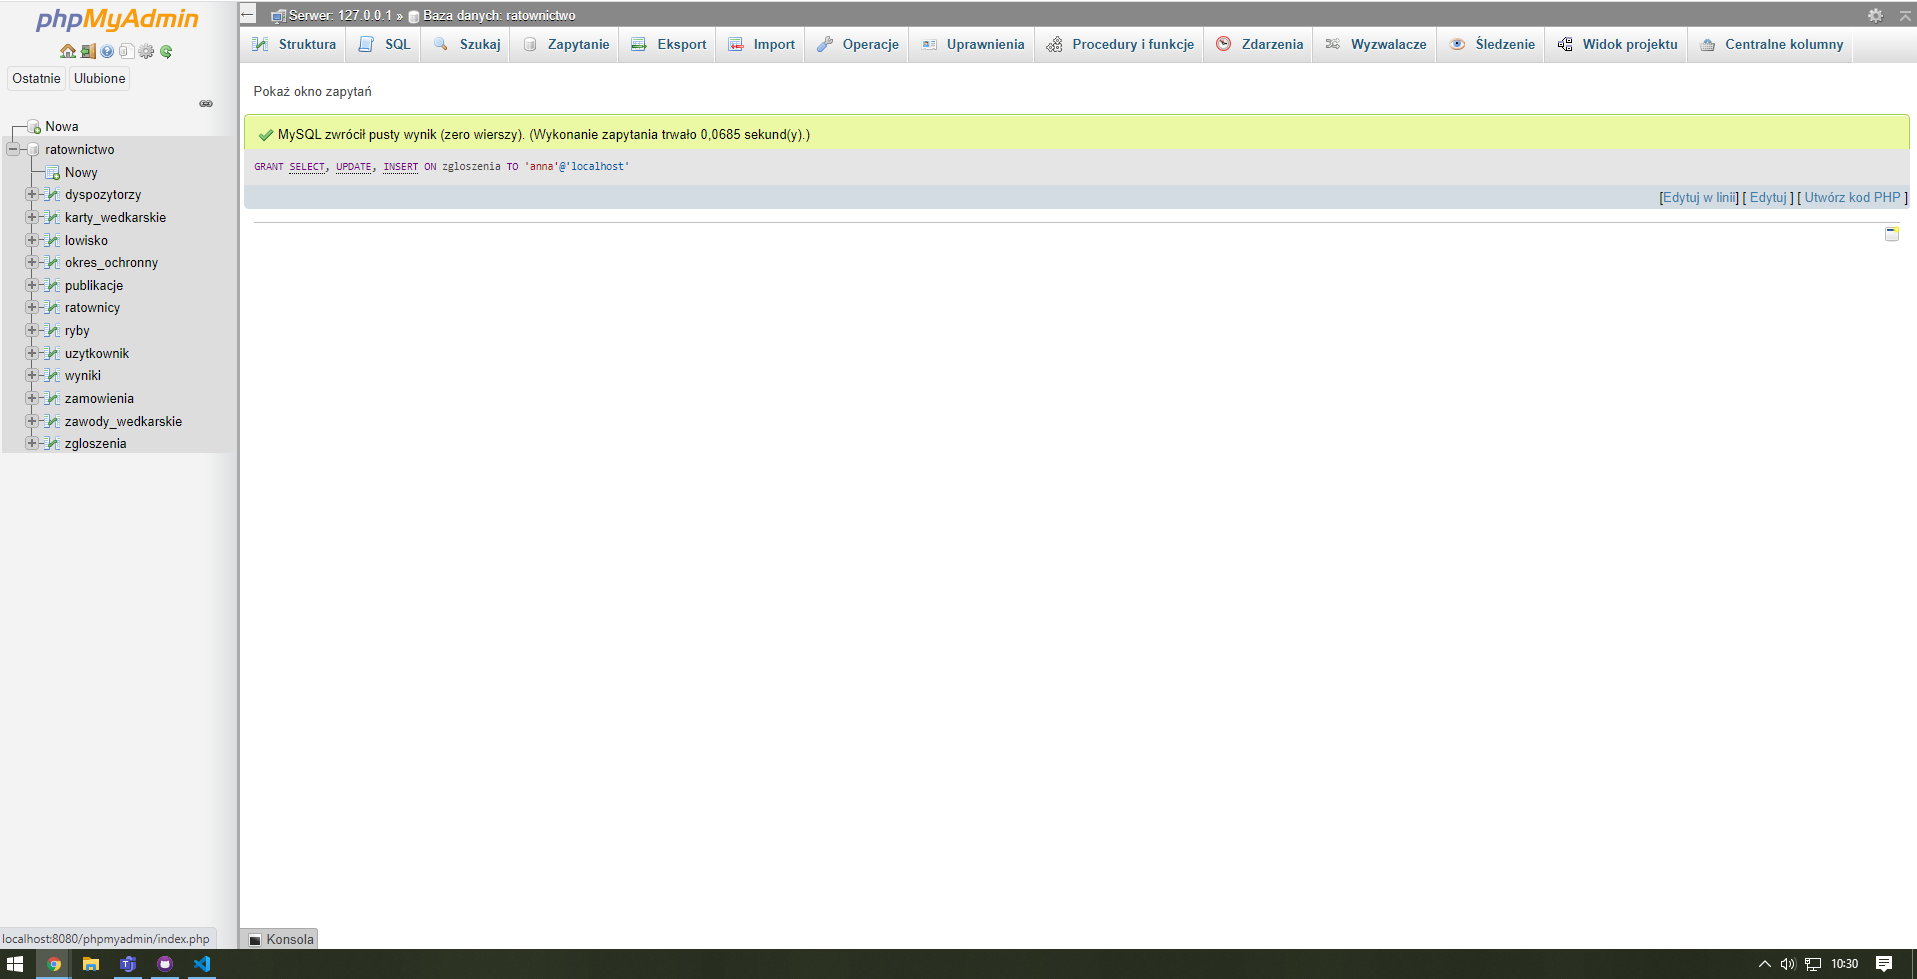 phpMyAdmin
Ostatnie Ulubione
Nowa
ratownictwo
Nowy
dyspozytorzy
karty_wedkarskie
lowisko
okres_ochronny
publikacje
ratownicy
ryby
uzytkownik
wyniki
zamowienia
zawody_wedkarskie
zgloszenia
localhost:8080/phpmyadmin/index.php
Serwer: 127.0.0.1 » Baza danych: ratownictwo
Struktura SQL Szukaj Zapytanie Eksport Import Operacje Uprawnienia Procedury i funkcje Zdarzenia Wyzwalacze Śledzenie Widok projektu Centralne kolumny
Pokaż okno zapytań
MySQL zwrócił pusty wynik (zero wierszy). (Wykonanie zapytania trwało 0,0685 sekund(y).)
GRANT SELECT, UPDATE, INSERT ON zgloszenia TO 'anna'@'localhost'
[Edytuj w linii] [ Edytuj ] [ Utwórz kod PHP ]
Konsola
10:30